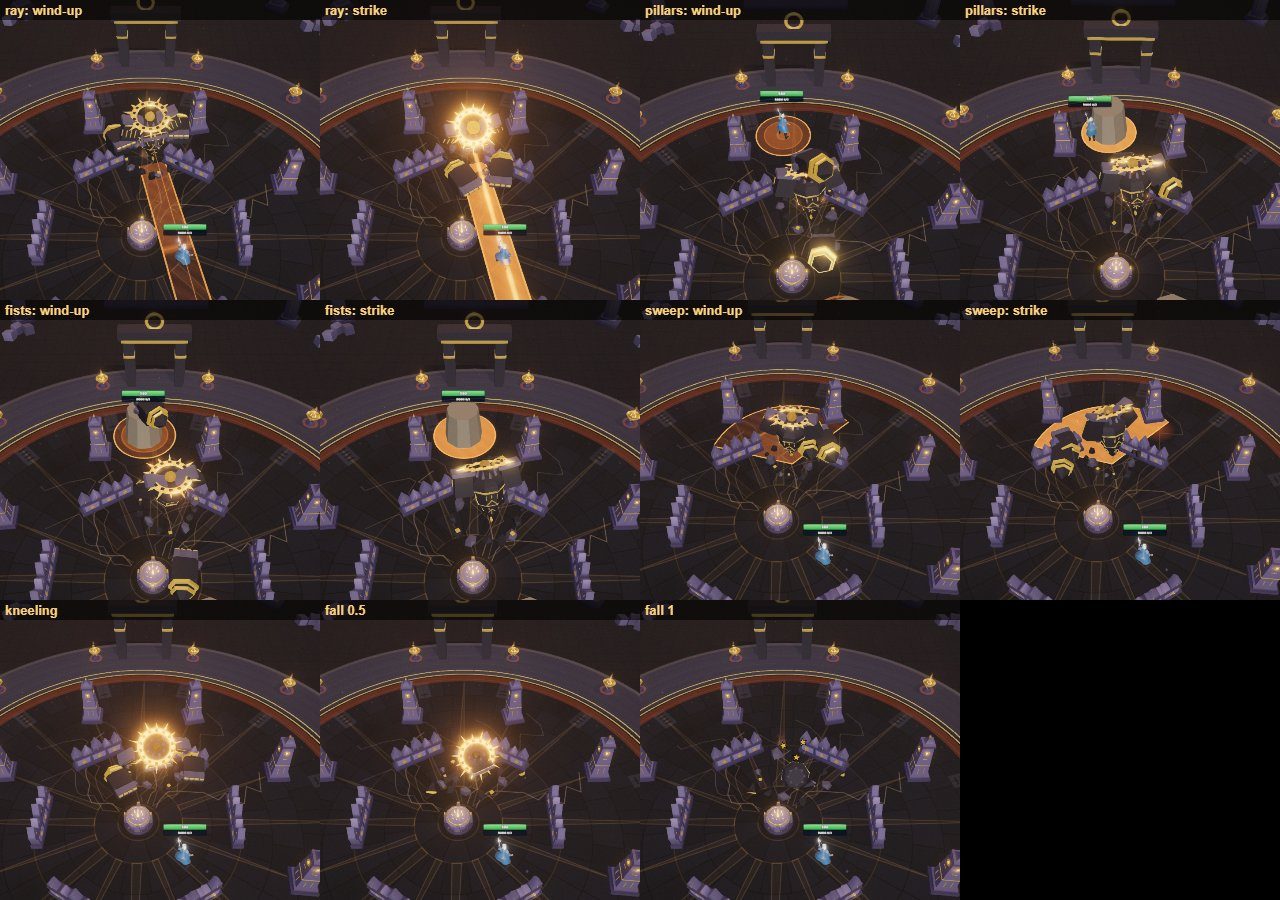 ray: wind-up
ray: strike
pillars: wind-up
pillars: strike
fists: wind-up
fists: strike
sweep: wind-up
sweep: strike
kneeling
fall 0.5
fall 1